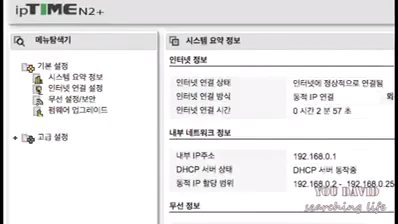 ipTIME N2+
메뉴탐색기
기본 설정
시스템 요약 정보
인터넷 연결 설정
무선 설정/보안
펌웨어 업그레이드
고급 설정
시스템 요약 정보
인터넷 정보
인터넷 연결 상태 인터넷에 정상적으로 연결됨
인터넷 연결 방식 동적 IP 연결 외
인터넷 연결 시간 0 시간 2 분 57 초
내부 네트워크 정보
내부 IP주소 192.168.0.1
DHCP 서버 상태 DHCP 서버 동작중
동적 IP 할당 범위 192.168.0.2 - 192.168.0.25
YOU DAVID
searching life
무선 정보